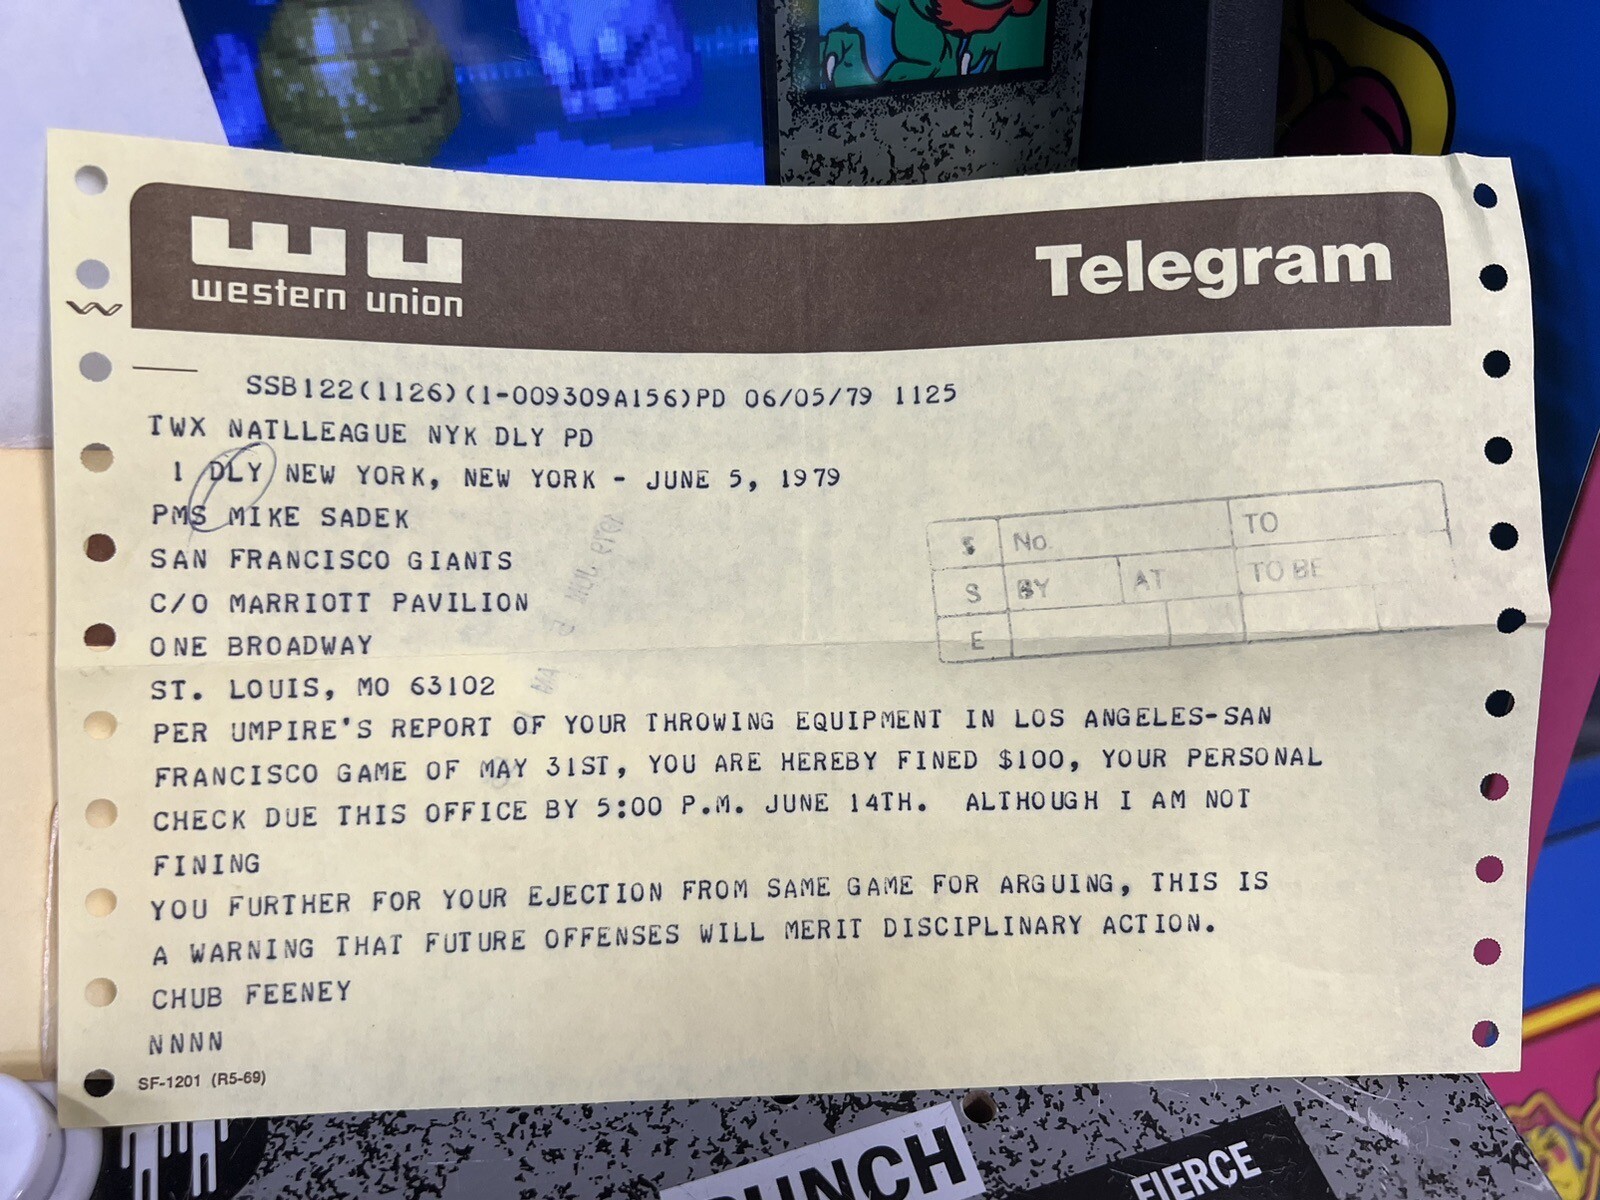 western union
Telegram
SSB122(1126)(1-009309A156)PD 06/05/79 1125
TWX NATLLEAGUE NYK DLY PD
1 DLY NEW YORK, NEW YORK - JUNE 5, 1979
PMS MIKE SADEK
SAN FRANCISCO GIANTS
C/O MARRIOTT PAVILION
ONE BROADWAY
ST. LOUIS, MO 63102
S No. TO
S BY AT TO BE
E
PER UMPIRE'S REPORT OF YOUR THROWING EQUIPMENT IN LOS ANGELES-SAN
FRANCISCO GAME OF MAY 31ST, YOU ARE HEREBY FINED $100, YOUR PERSONAL
CHECK DUE THIS OFFICE BY 5:00 P.M. JUNE 14TH. ALTHOUGH I AM NOT
FINING
YOU FURTHER FOR YOUR EJECTION FROM SAME GAME FOR ARGUING, THIS IS
A WARNING THAT FUTURE OFFENSES WILL MERIT DISCIPLINARY ACTION.
CHUB FEENEY
NNNN
SF-1201 (R5-69)
FIERCE